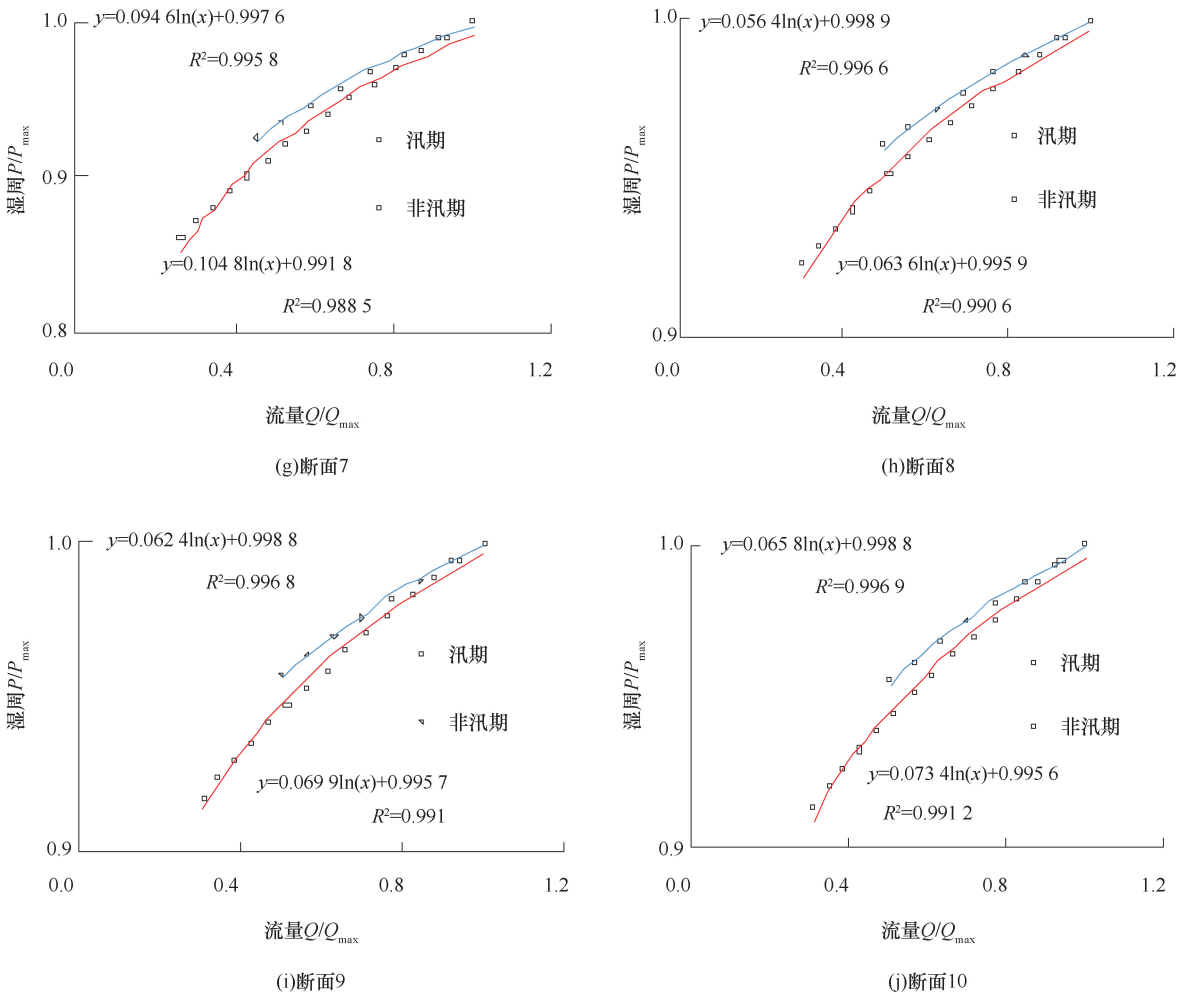 1.0
y=0.094 6ln(x)+0.997 6
R²=0.995 8
汛期
湿周P/Pmax
0.9
非汛期
y=0.104 8ln(x)+0.991 8
R²=0.988 5
0.8
0.0 0.4 0.8 1.2
流量Q/Qmax
(g)断面7
1.0
y=0.056 4ln(x)+0.998 9
R²=0.996 6
汛期
湿周P/Pmax
非汛期
y=0.063 6ln(x)+0.995 9
R²=0.990 6
0.9
0.0 0.4 0.8 1.2
流量Q/Qmax
(h)断面8
1.0
y=0.062 4ln(x)+0.998 8
R²=0.996 8
汛期
湿周P/Pmax
非汛期
y=0.069 9ln(x)+0.995 7
R²=0.991
0.9
0.0 0.4 0.8 1.2
流量Q/Qmax
(i)断面9
1.0
y=0.065 8ln(x)+0.998 8
R²=0.996 9
汛期
湿周P/Pmax
非汛期
y=0.073 4ln(x)+0.995 6
R²=0.991 2
0.9
0.0 0.4 0.8 1.2
流量Q/Qmax
(j)断面10